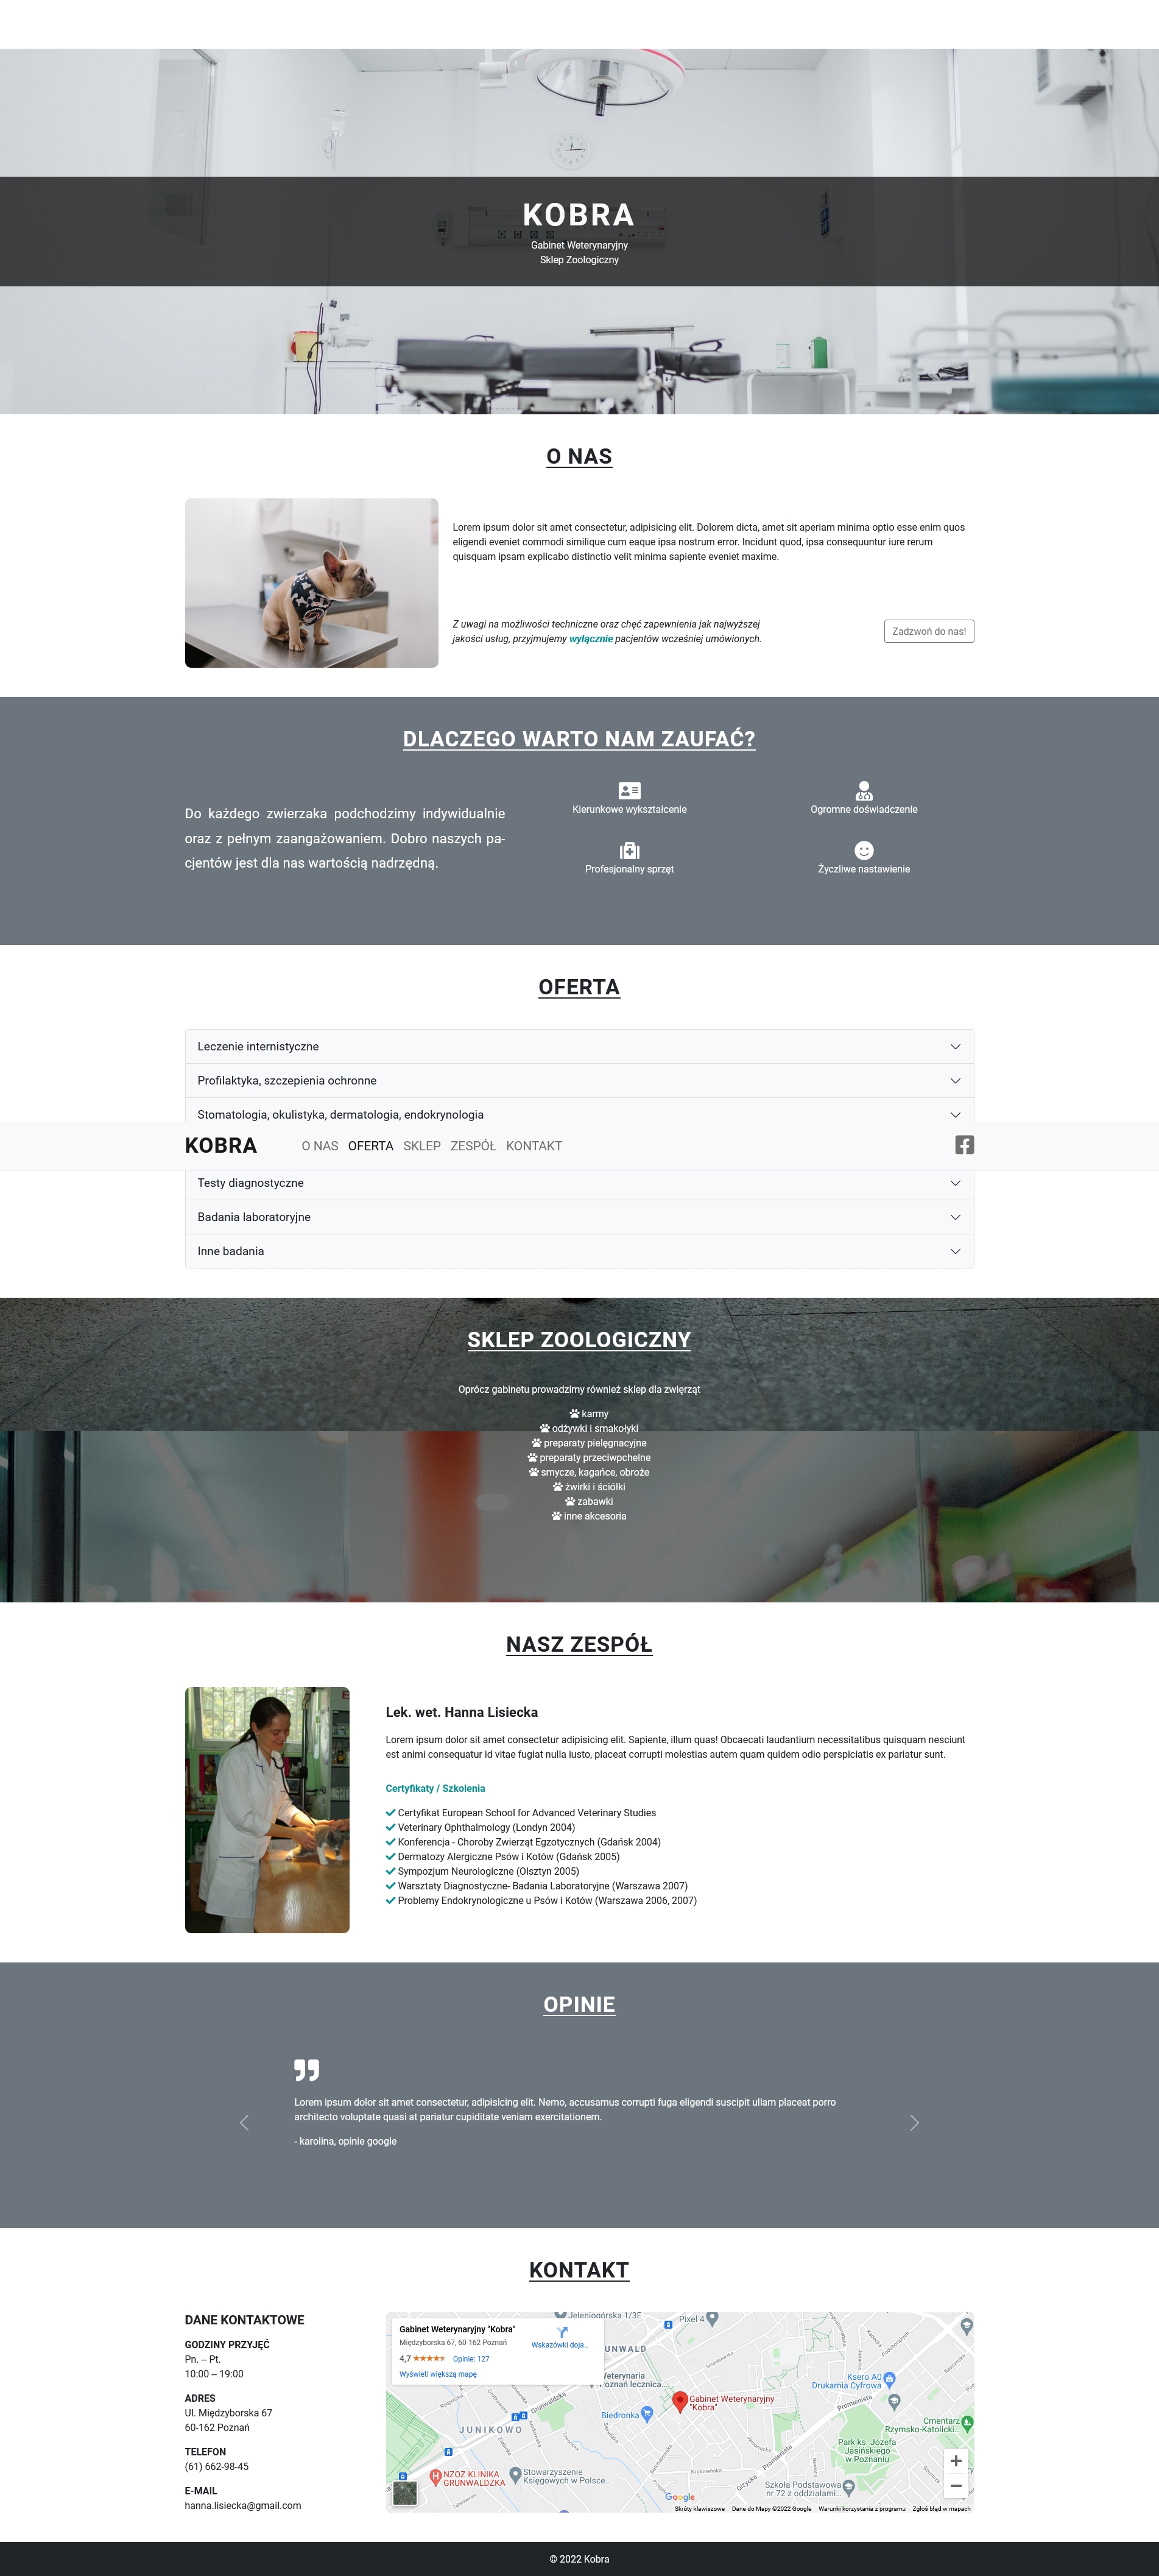 KOBRA
Gabinet Weterynaryjny
Sklep Zoologiczny
O NAS
Lorem ipsum dolor sit amet consectetur, adipisicing elit. Dolorem dicta, amet sit aperiam minima optio esse enim quos
eligendi eveniet commodi similique cum eaque ipsa nostrum error. Incidunt quod, ipsa consequuntur iure rerum
quisquam ipsam explicabo distinctio velit minima sapiente eveniet maxime.
Z uwagi na możliwości techniczne oraz chęć zapewnienia jak najwyższej
jakości usług, przyjmujemy wyłącznie pacjentów wcześniej umówionych.
Zadzwoń do nas!
DLACZEGO WARTO NAM ZAUFAĆ?
Do każdego zwierzaka podchodzimy indywidualnie
oraz z pełnym zaangażowaniem. Dobro naszych pa-
cjentów jest dla nas wartością nadrzędną.
Kierunkowe wykształcenie
Ogromne doświadczenie
Profesjonalny sprzęt
Życzliwe nastawienie
OFERTA
Leczenie internistyczne
Profilaktyka, szczepienia ochronne
Stomatologia, okulistyka, dermatologia, endokrynologia
KOBRA O NAS OFERTA SKLEP ZESPÓŁ KONTAKT
Testy diagnostyczne
Badania laboratoryjne
Inne badania
SKLEP ZOOLOGICZNY
Oprócz gabinetu prowadzimy również sklep dla zwięrząt
karmy
odżywki i smakołyki
preparaty pielęgnacyjne
preparaty przeciwpchelne
smycze, kagańce, obroże
żwirki i ściółki
zabawki
inne akcesoria
NASZ ZESPÓŁ
Lek. wet. Hanna Lisiecka
Lorem ipsum dolor sit amet consectetur adipisicing elit. Sapiente, illum quas! Obcaecati laudantium necessitatibus quisquam nesciunt
est animi consequatur id vitae fugiat nulla iusto, placeat corrupti molestias autem quam quidem odio perspiciatis ex pariatur sunt.
Certyfikaty / Szkolenia
Certyfikat European School for Advanced Veterinary Studies
Veterinary Ophthalmology (Londyn 2004)
Konferencja - Choroby Zwierząt Egzotycznych (Gdańsk 2004)
Dermatozy Alergiczne Psów i Kotów (Gdańsk 2005)
Sympozjum Neurologiczne (Olsztyn 2005)
Warsztaty Diagnostyczne- Badania Laboratoryjne (Warszawa 2007)
Problemy Endokrynologiczne u Psów i Kotów (Warszawa 2006, 2007)
OPINIE
Lorem ipsum dolor sit amet consectetur, adipisicing elit. Nemo, accusamus corrupti fuga eligendi suscipit ullam placeat porro
architecto voluptate quasi at pariatur cupiditate veniam exercitationem.
- karolina, opinie google
KONTAKT
DANE KONTAKTOWE
GODZINY PRZYJĘĆ
Pn. – Pt.
10:00 – 19:00
ADRES
Ul. Międzyborska 67
60-162 Poznań
TELEFON
(61) 662-98-45
E-MAIL
hanna.lisiecka@gmail.com
Jeleniogórska 1/3E
Pixel 4
Gabinet Weterynaryjny "Kobra"
Międzyborska 67, 60-162 Poznań
Wskazówki doja...
4,7 Opinie: 127
Wyświetl większą mapę
UNWALD
Weterynaria
Poznań lecznica...
Ksero A0
Drukarnia Cyfrowa
Gabinet Weterynaryjny
"Kobra"
Promienista
Grunwaldzka
Biedronka
JUNIKOWO
Cmentarz
Rzymsko-Katolicki...
Park ks. Józefa
Jasińskiego
w Poznaniu
NZOZ KLINIKA
GRUNWALDZKA
Stowarzyszenie
Księgowych w Polsce...
Szkoła Podstawowa
nr 72 z oddziałami...
Promienista
Giżycka
Google
Skróty klawiszowe Dane do Mapy ©2022 Google Warunki korzystania z programu Zgłoś błąd w mapach
© 2022 Kobra